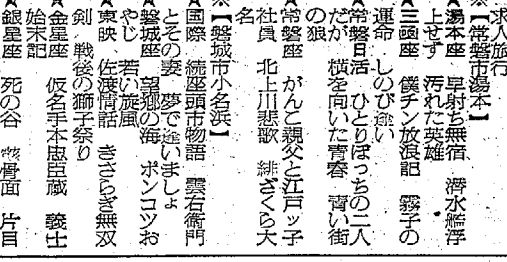 求人旅行
※【常磐市湯本】
▲湯本座　早射ち無宿　潜水艦浮
上せず　汚れた英雄
▲三函座　僕チン放浪記　霧子の
運命　しのび逢い
▲常磐日活　ひとりぼっちの二人
だが　横を向いた青春　青い街
の狼
▲常磐座　がんこ親父と江戸ッ子
社員　北上川悲歌　緋ざくら大
名
※【磐城市小名浜】
▲国際　続座頭市物語　雲右衛門
とその妻　夢で逢いましょ
▲磐城座　望郷の海　ポンコツお
やじ　若い旋風
▲東映　佐渡情話　きさらぎ無双
剣　戦後の獅子祭り
▲金星座　仮名手本忠臣蔵　義士
始末記
▲銀星座　死の谷　骸骨面　片目